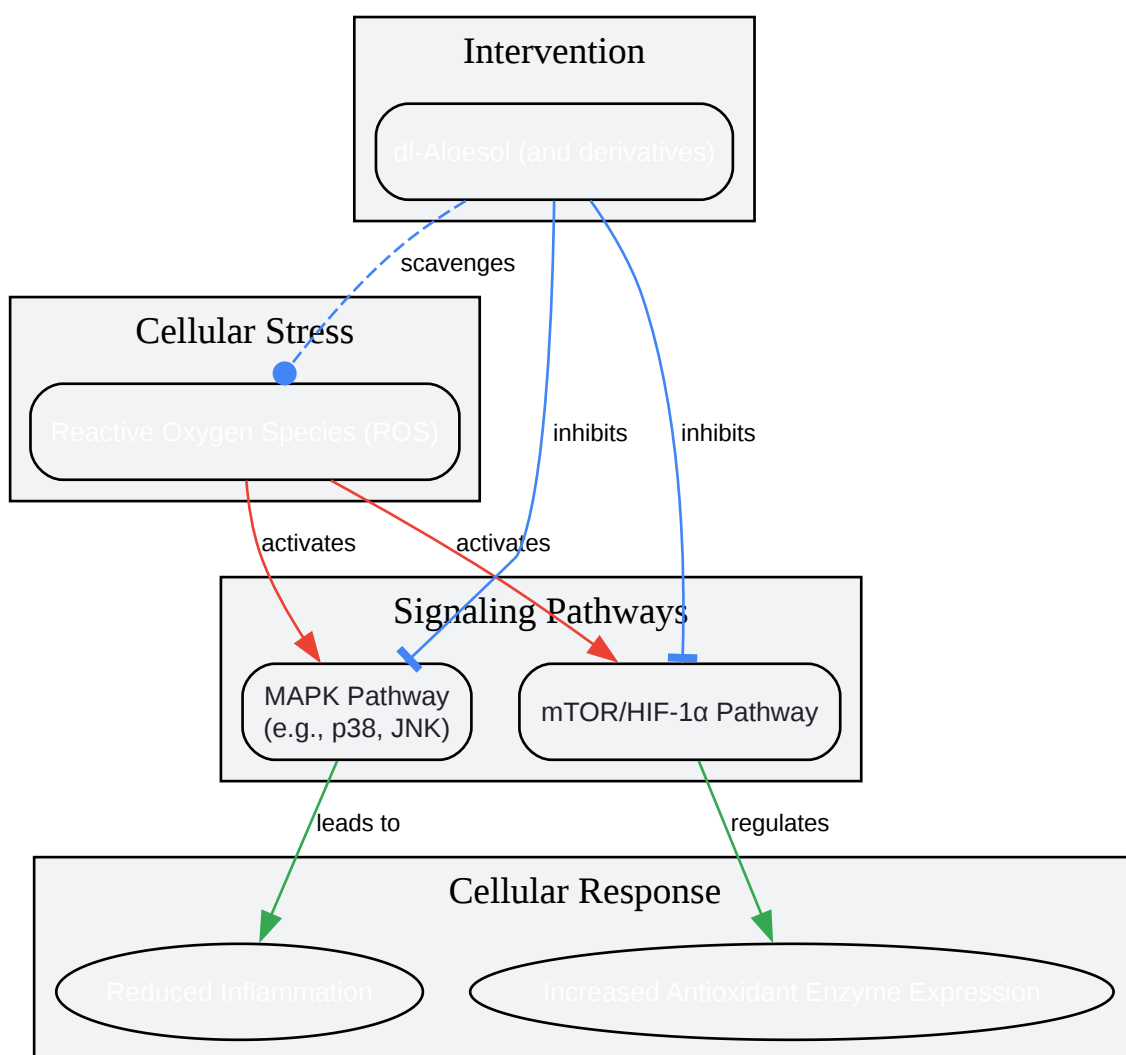 Intervention
dl-Aloesol (and derivatives)
scavenges
Cellular Stress
Reactive Oxygen Species (ROS)
inhibits
inhibits
activates
activates
Signaling Pathways
MAPK Pathway
(e.g., p38, JNK)
mTOR/HIF-1α Pathway
leads to
regulates
Cellular Response
Reduced Inflammation
Increased Antioxidant Enzyme Expression